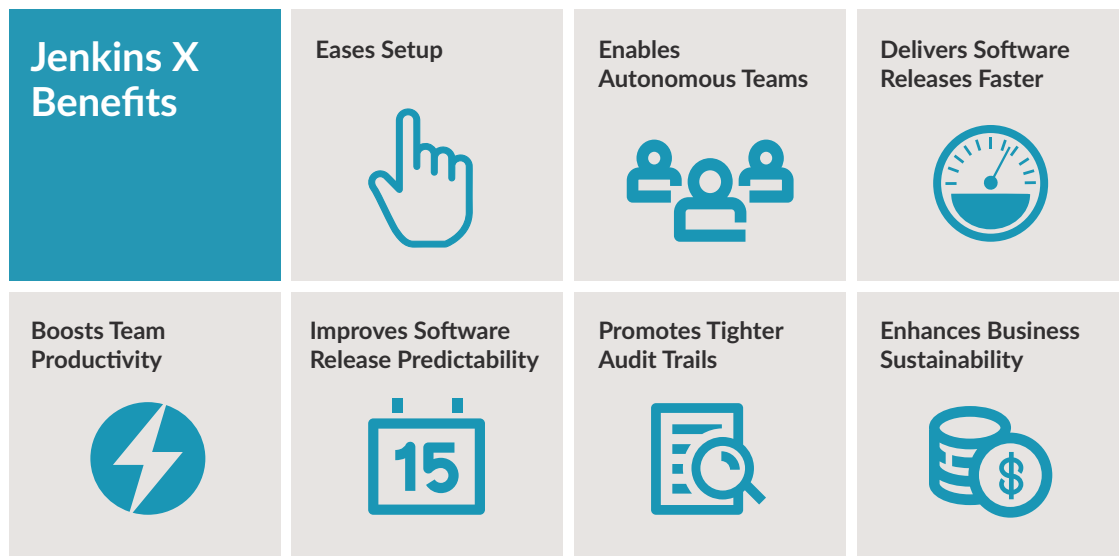 Jenkins X
Benefits
Eases Setup
Enables
Autonomous Teams
Delivers Software
Releases Faster
Boosts Team
Productivity
Improves Software
Release Predictability
15
Promotes Tighter
Audit Trails
Enhances Business
Sustainability
$